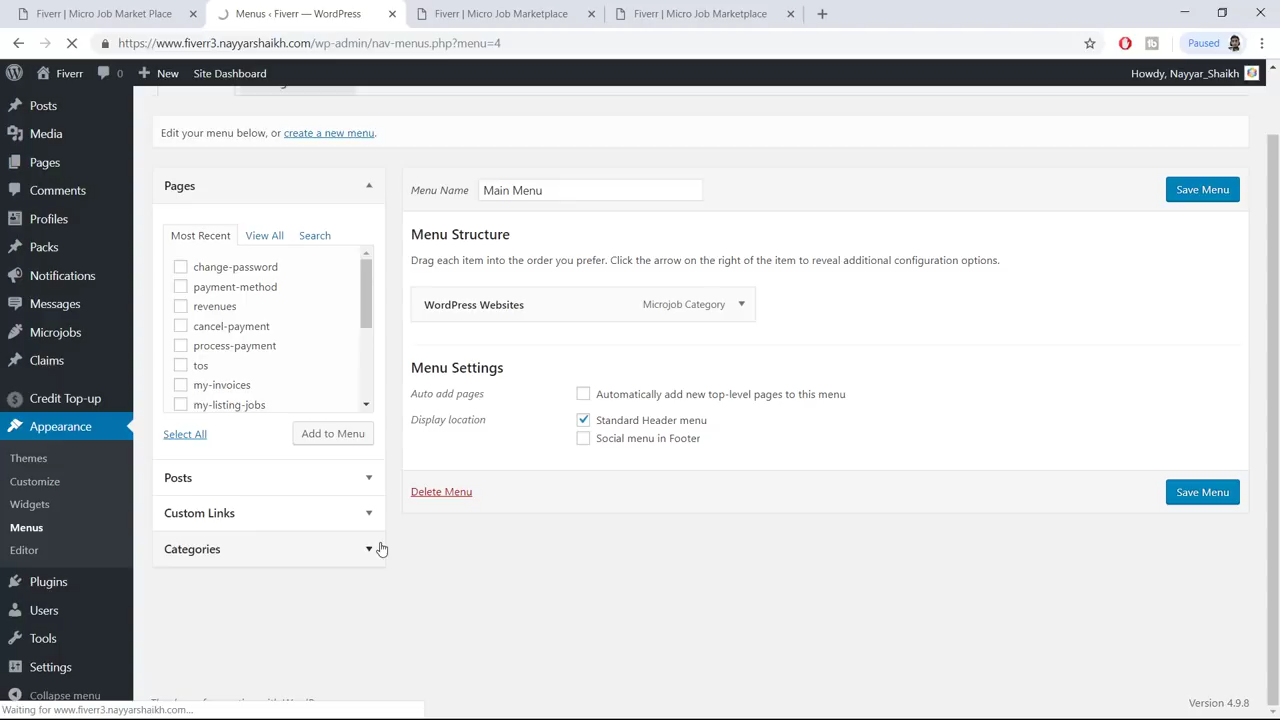 Fiverr | Micro Job Market Place
Menus ‹ Fiverr — WordPress
Fiverr | Micro Job Marketplace
Fiverr | Micro Job Marketplace
https://www.fiverr3.nayyarshaikh.com/wp-admin/nav-menus.php?menu=4
Paused
Fiverr
0
New
Site Dashboard
Howdy, Nayyar_Shaikh
Posts
Media
Pages
Comments
Profiles
Packs
Notifications
Messages
Microjobs
Claims
Credit Top-up
Appearance
Themes
Customize
Widgets
Menus
Editor
Plugins
Users
Tools
Settings
Collapse menu
Edit your menu below, or create a new menu.
Pages
Most Recent
View All
Search
change-password
payment-method
revenues
cancel-payment
process-payment
tos
my-invoices
my-listing-jobs
Select All
Add to Menu
Posts
Custom Links
Categories
Menu Name
Main Menu
Save Menu
Menu Structure
Drag each item into the order you prefer. Click the arrow on the right of the item to reveal additional configuration options.
WordPress Websites
Microjob Category
Menu Settings
Auto add pages
Automatically add new top-level pages to this menu
Display location
Standard Header menu
Social menu in Footer
Delete Menu
Save Menu
Waiting for www.fiverr3.nayyarshaikh.com...
Version 4.9.8